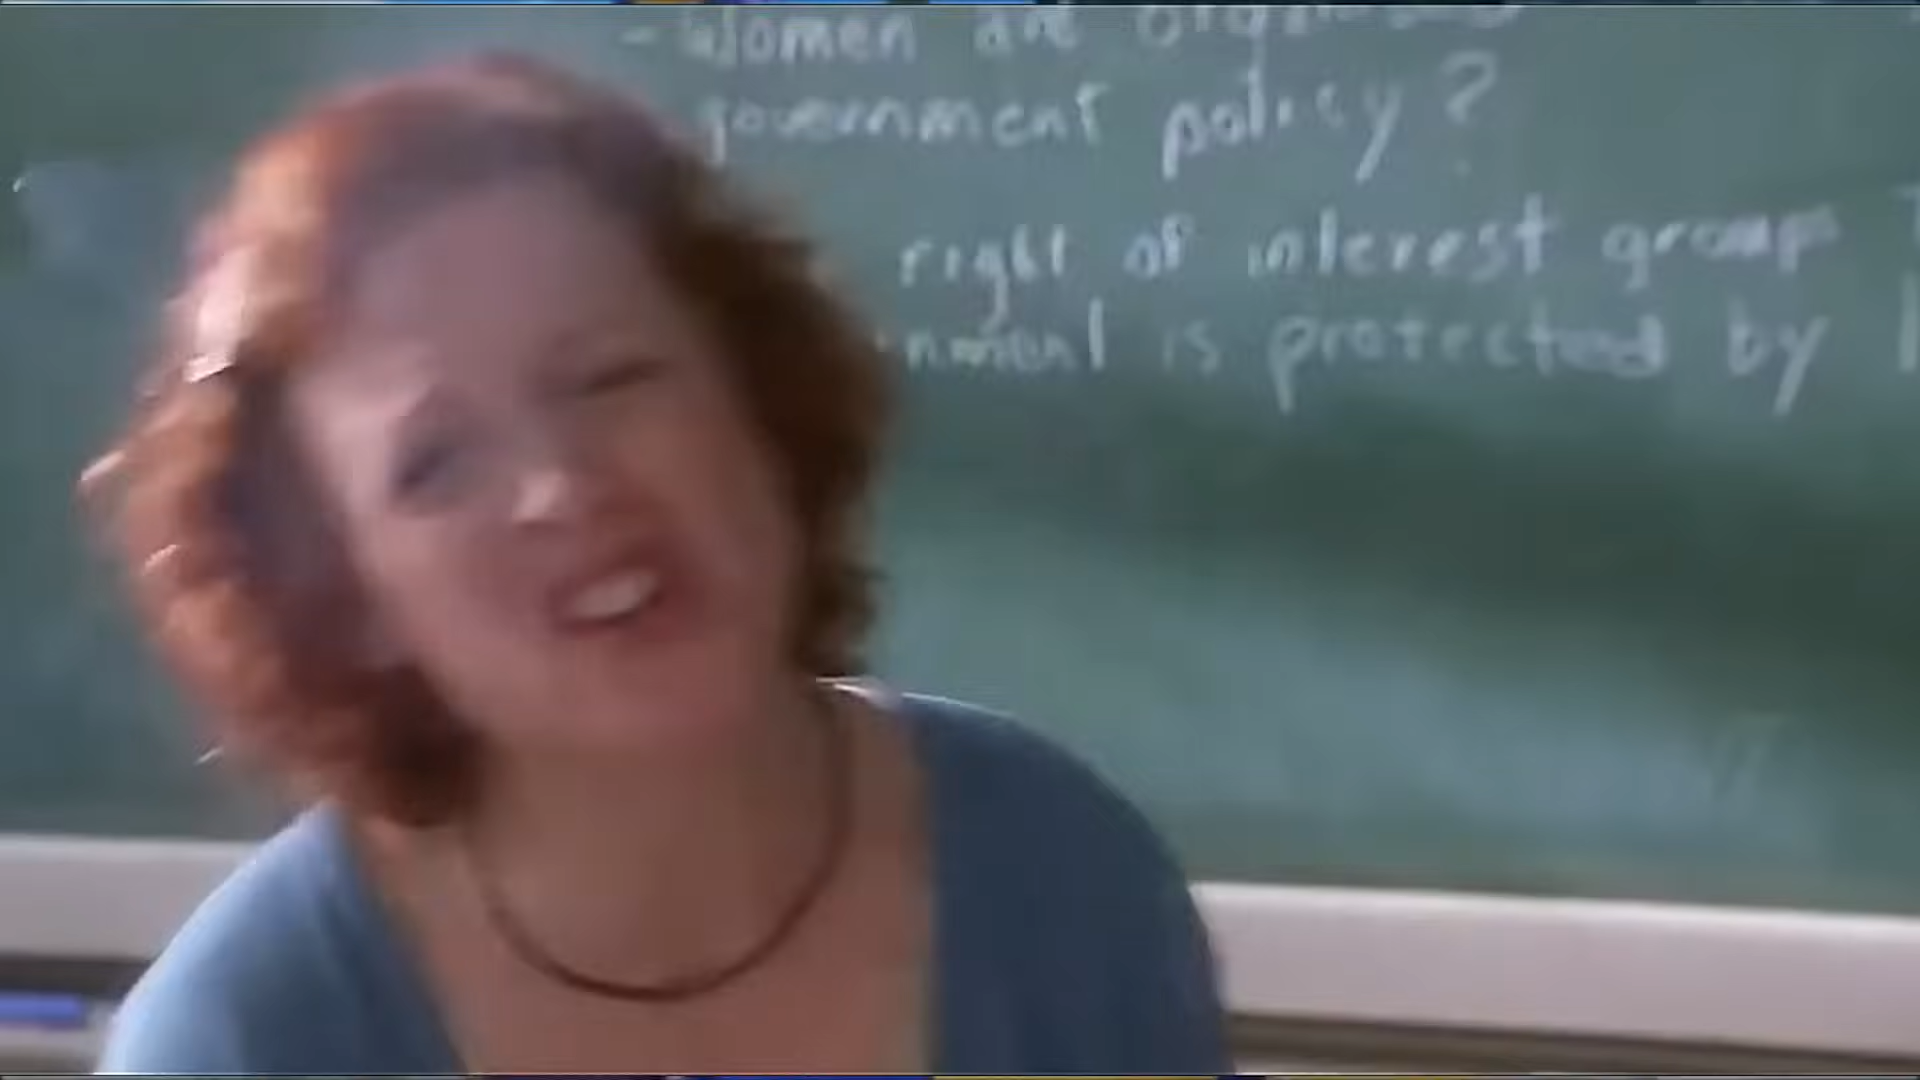 - Women are
government policy?
right of interest groups
is protected by